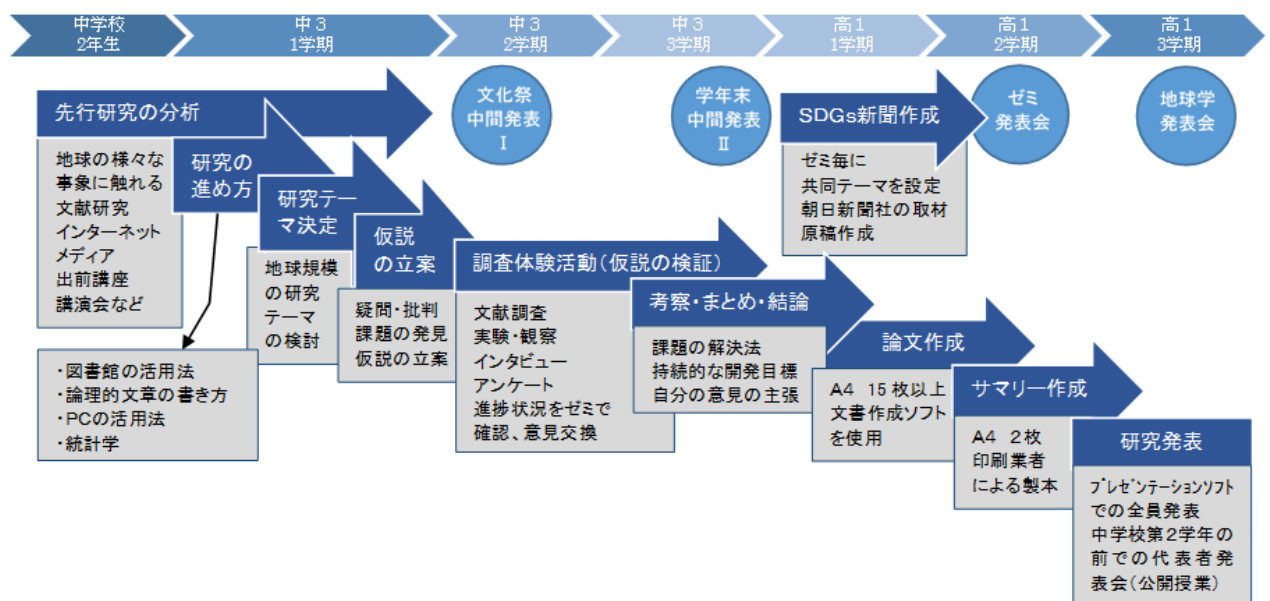 中学校
2年生
中3
1学期
中3
2学期
中3
3学期
高1
1学期
高1
2学期
高1
3学期
文化祭
中間発表
Ⅰ
学年末
中間発表
Ⅱ
ゼミ
発表会
地球学
発表会
先行研究の分析
地球の様々な
事象に触れる
文献研究
インターネット
メディア
出前講座
講演会など
研究の
進め方
・図書館の活用法
・論理的文章の書き方
・PCの活用法
・統計学
研究テー
マ決定
地球規模
の研究
テーマ
の検討
仮説
の立案
疑問・批判
課題の発見
仮説の立案
調査体験活動(仮説の検証)
文献調査
実験・観察
インタビュー
アンケート
進捗状況をゼミで
確認、意見交換
考察・まとめ・結論
課題の解決法
持続的な開発目標
自分の意見の主張
SDGs新聞作成
ゼミ毎に
共同テーマを設定
朝日新聞社の取材
原稿作成
論文作成
A4 15枚以上
文書作成ソフト
を使用
サマリー作成
A4 2枚
印刷業者
による製本
研究発表
プレゼンテーションソフト
での全員発表
中学校第2学年の
前での代表者発
表会(公開授業)